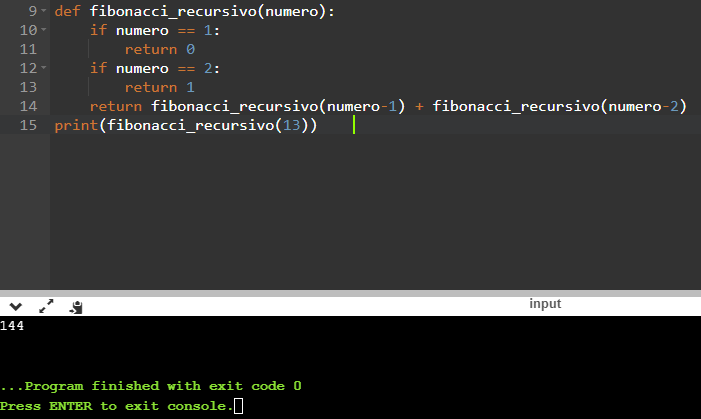 9 def fibonacci_recursivo(numero):
10 if numero == 1:
11 return 0
12 if numero == 2:
13 return 1
14 return fibonacci_recursivo(numero-1) + fibonacci_recursivo(numero-2)
15 print(fibonacci_recursivo(13))
input
144
...Program finished with exit code 0
Press ENTER to exit console.